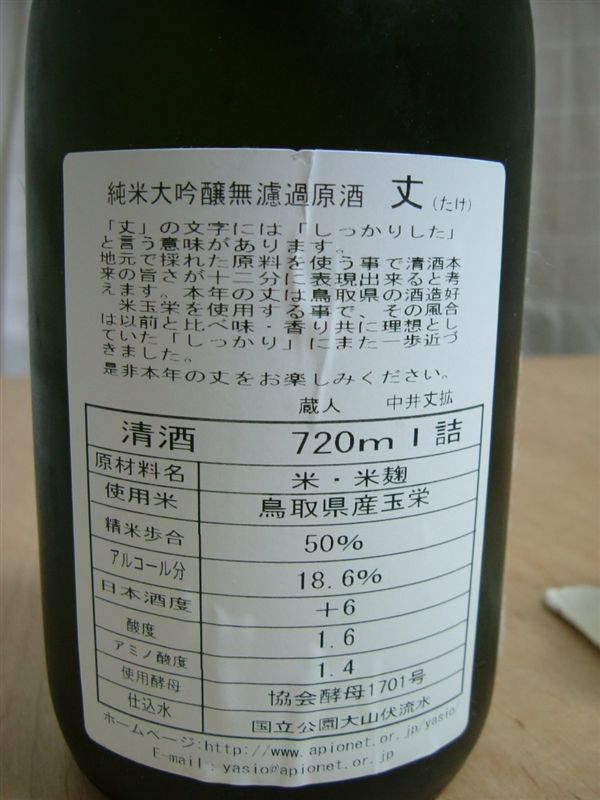 純米大吟醸無濾過原酒 丈(たけ)
「丈」の文字には「しっかりした」
と言う意味があります。
地元で採れた原料を使う事で清酒本
来の旨さが十二分に表現出来ると考
えます。本年の丈は鳥取県の酒造好
米玉栄を使用する事で、その風合
は以前と比べ味・香り共に理想とし
ていた「しっかり」にまた一歩近づ
きました。
是非本年の丈をお楽しみください。
蔵人 中井丈拡
清酒 720ml詰
原材料名 米・米麹
使用米 鳥取県産玉栄
精米歩合 50%
アルコール分 18.6%
日本酒度 +6
酸度 1.6
アミノ酸度 1.4
使用酵母 協会酵母1701号
仕込水 国立公園大山伏流水
ホームページ:http://www.apionet.or.jp/yasio/
E-mail：yasio@apionet.or.jp